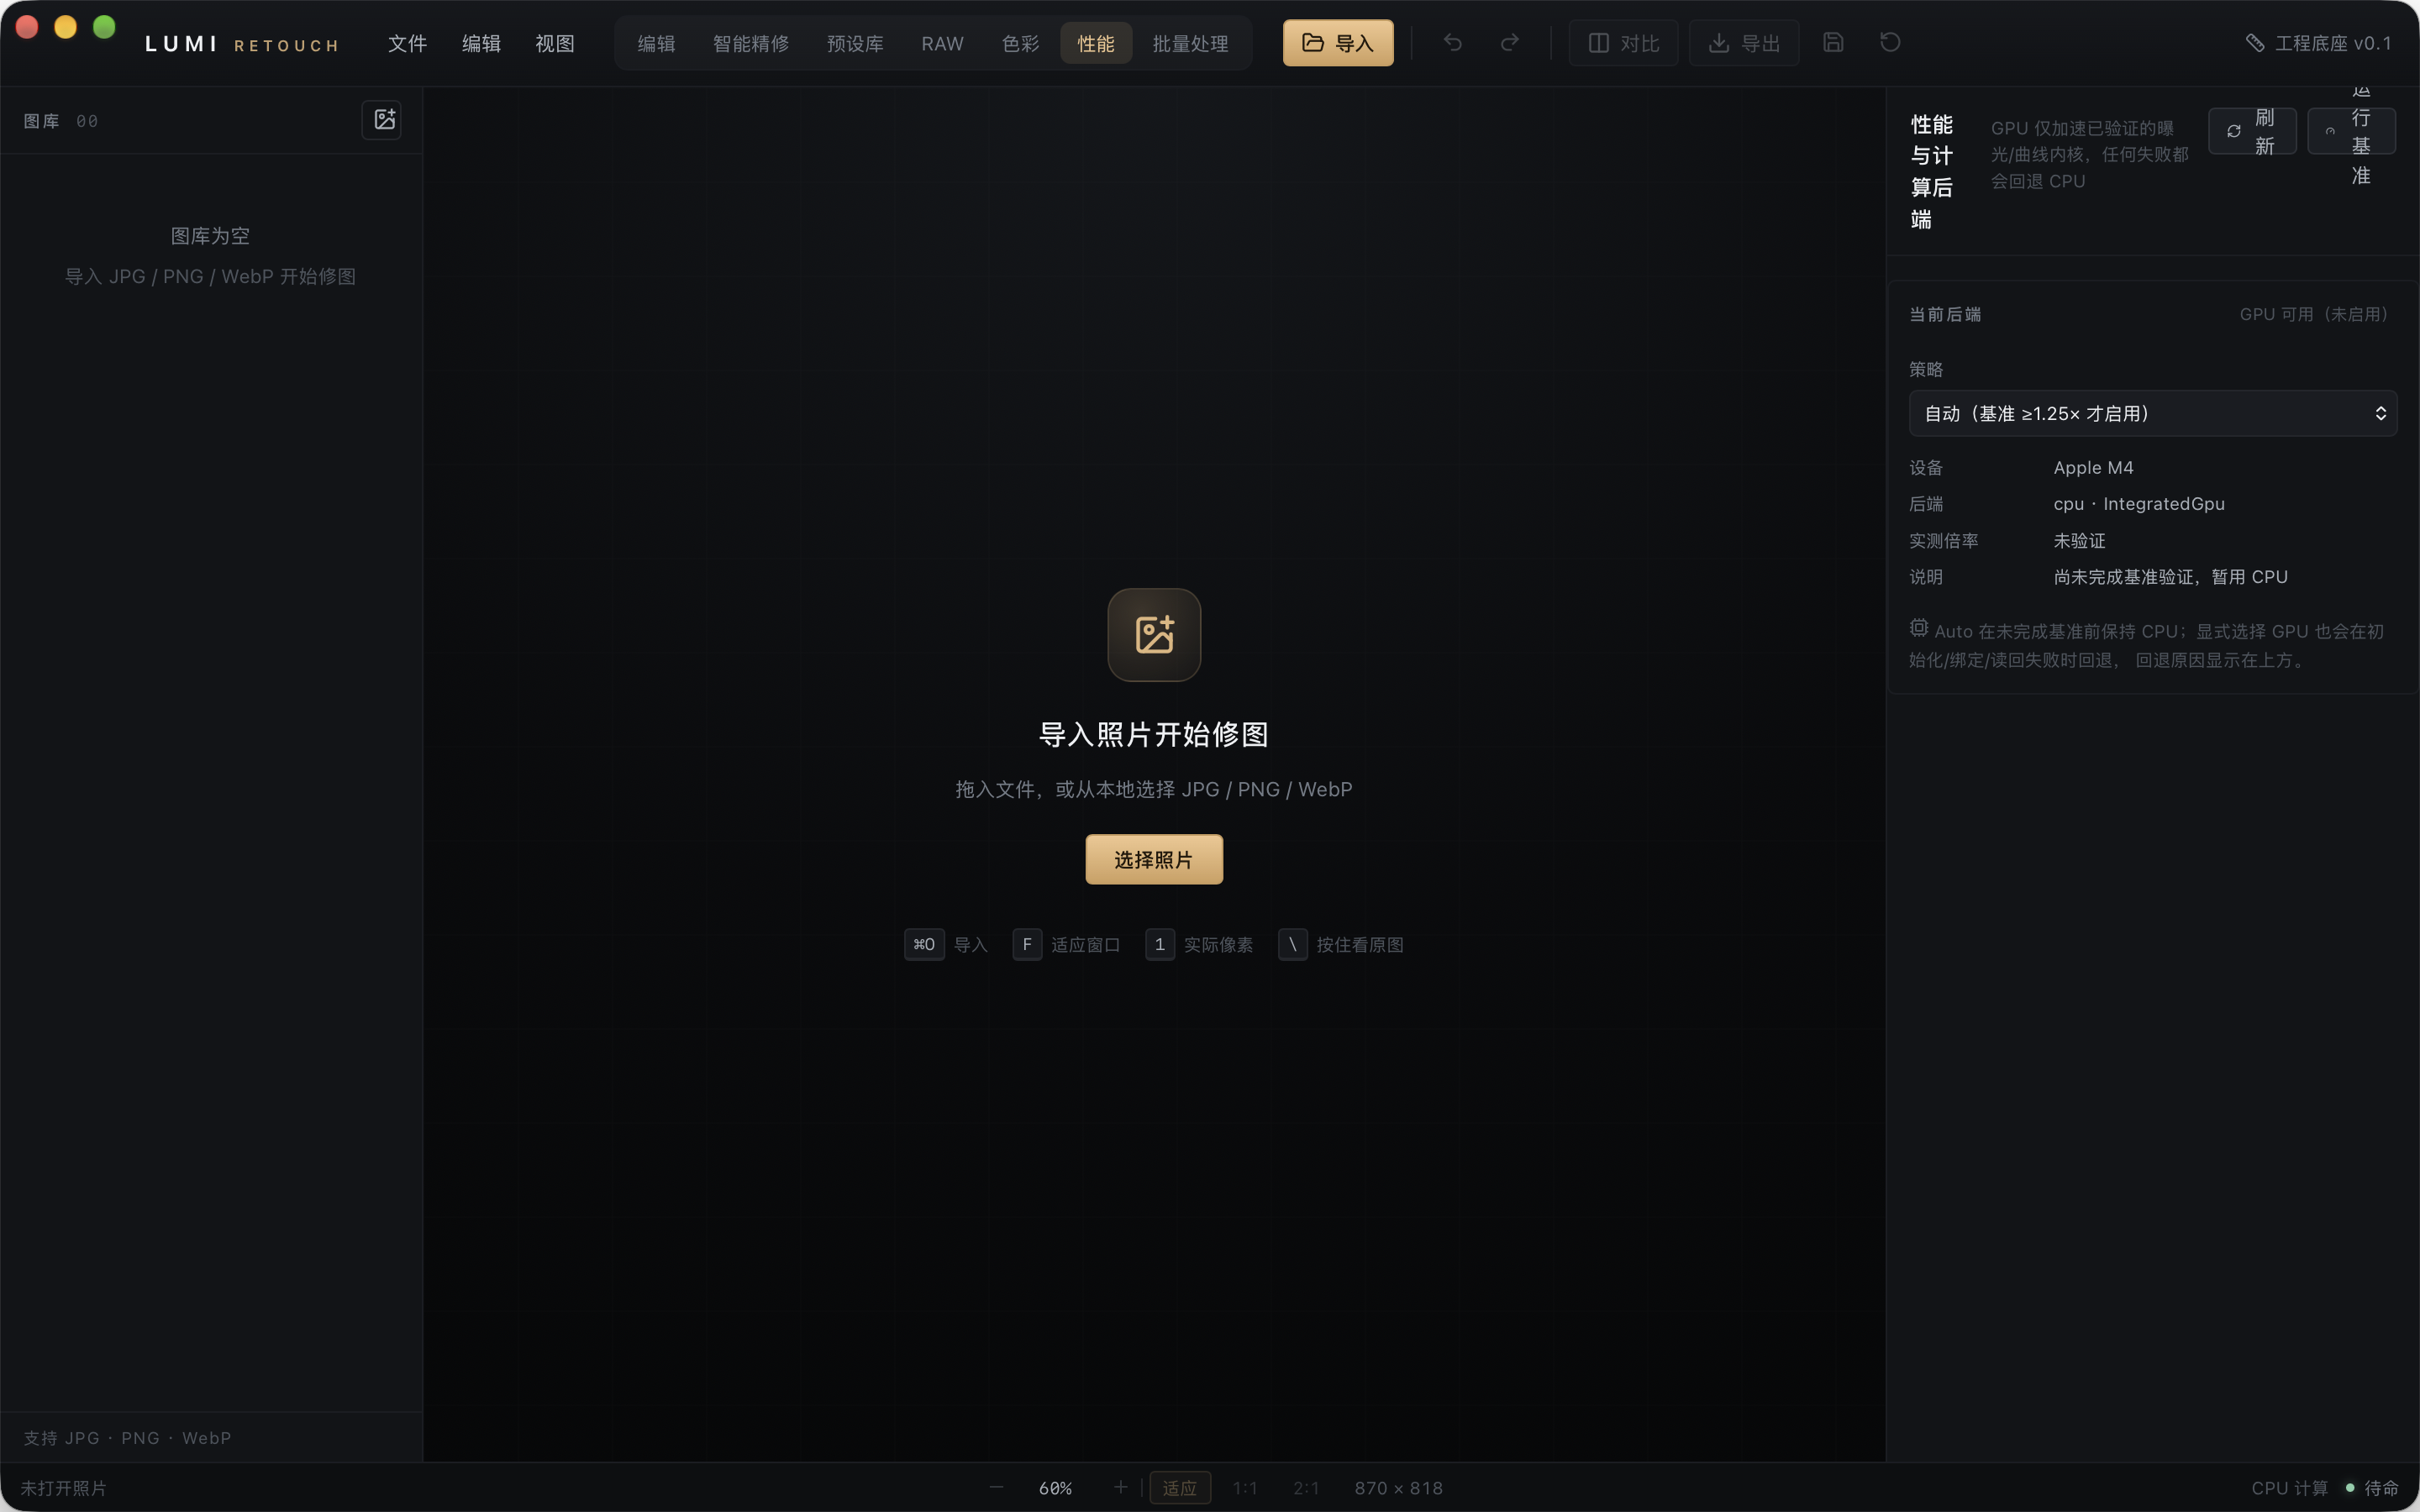 LUMI RETOUCH 文件 编辑 视图 编辑 智能精修 预设库 RAW 色彩 性能 批量处理 导入 对比 导出 工程底座 v0.1
图库 00
图库为空
导入 JPG / PNG / WebP 开始修图
支持 JPG · PNG · WebP
导入照片开始修图
拖入文件，或从本地选择 JPG / PNG / WebP
选择照片
⌘O 导入 F 适应窗口 1 实际像素 \ 按住看原图
性能
与计
算后
端
GPU 仅加速已验证的曝
光/曲线内核，任何失败都
会回退 CPU
刷
新
运
行
基
准
当前后端 GPU 可用（未启用）
策略
自动（基准 ≥1.25× 才启用）
设备 Apple M4
后端 cpu · IntegratedGpu
实测倍率 未验证
说明 尚未完成基准验证，暂用 CPU
Auto 在未完成基准前保持 CPU；显式选择 GPU 也会在初
始化/绑定/读回失败时回退， 回退原因显示在上方。
未打开照片 60% 适应 1:1 2:1 870 × 818 CPU 计算 待命